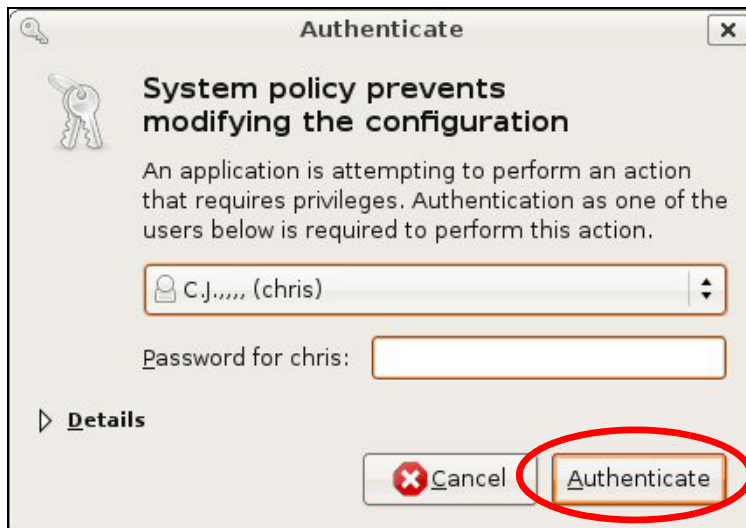 Authenticate
System policy prevents
modifying the configuration
An application is attempting to perform an action
that requires privileges. Authentication as one of the
users below is required to perform this action.
C.J.,,,, (chris)
Password for chris:
Details
Cancel Authenticate